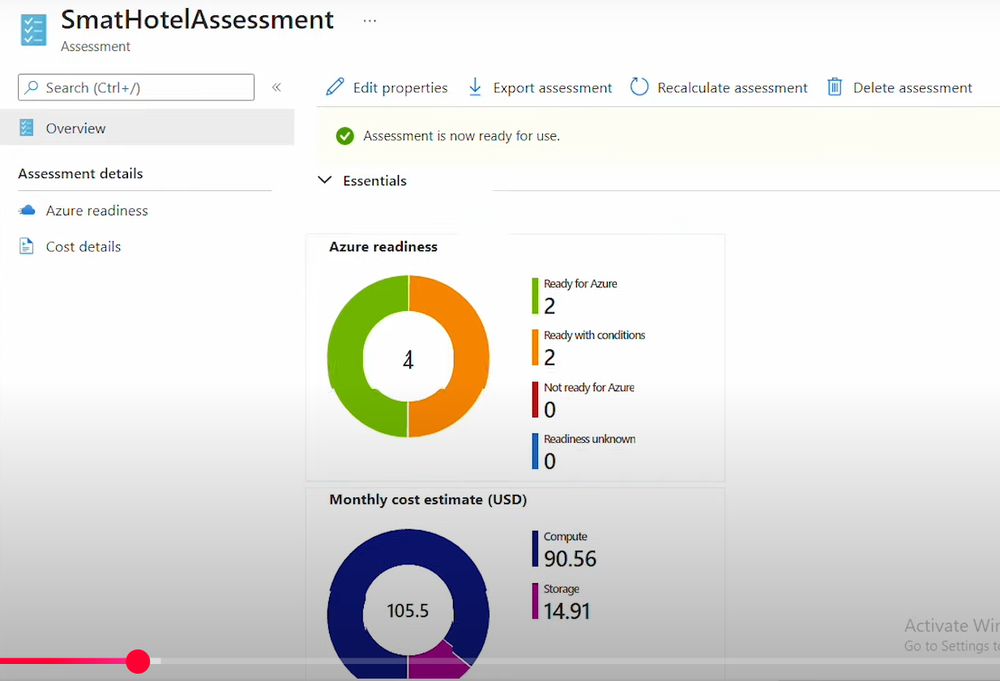 SmatHotelAssessment ...
Assessment
Search (Ctrl+/)
«
Edit properties
Export assessment
Recalculate assessment
Delete assessment
Overview
Assessment is now ready for use.
Assessment details
Essentials
Azure readiness
Cost details
Azure readiness
4
Ready for Azure
2
Ready with conditions
2
Not ready for Azure
0
Readiness unknown
0
Monthly cost estimate (USD)
105.5
Compute
90.56
Storage
14.91
Activate Win
Go to Settings to